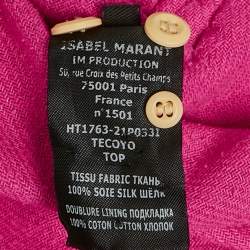 ISABEL MARANT
IM PRODUCTION
50, rue Croix des Petits Champs
75001 Paris
France
n°1501
HT1763-21P0331
TECOYO
TOP
TISSU FABRIC ТКАНЬ
100% SOIE SILK ШЁЛК
DOUBLURE LINING ПОДКЛАДКА
100% COTON COTTON ХЛОПОК